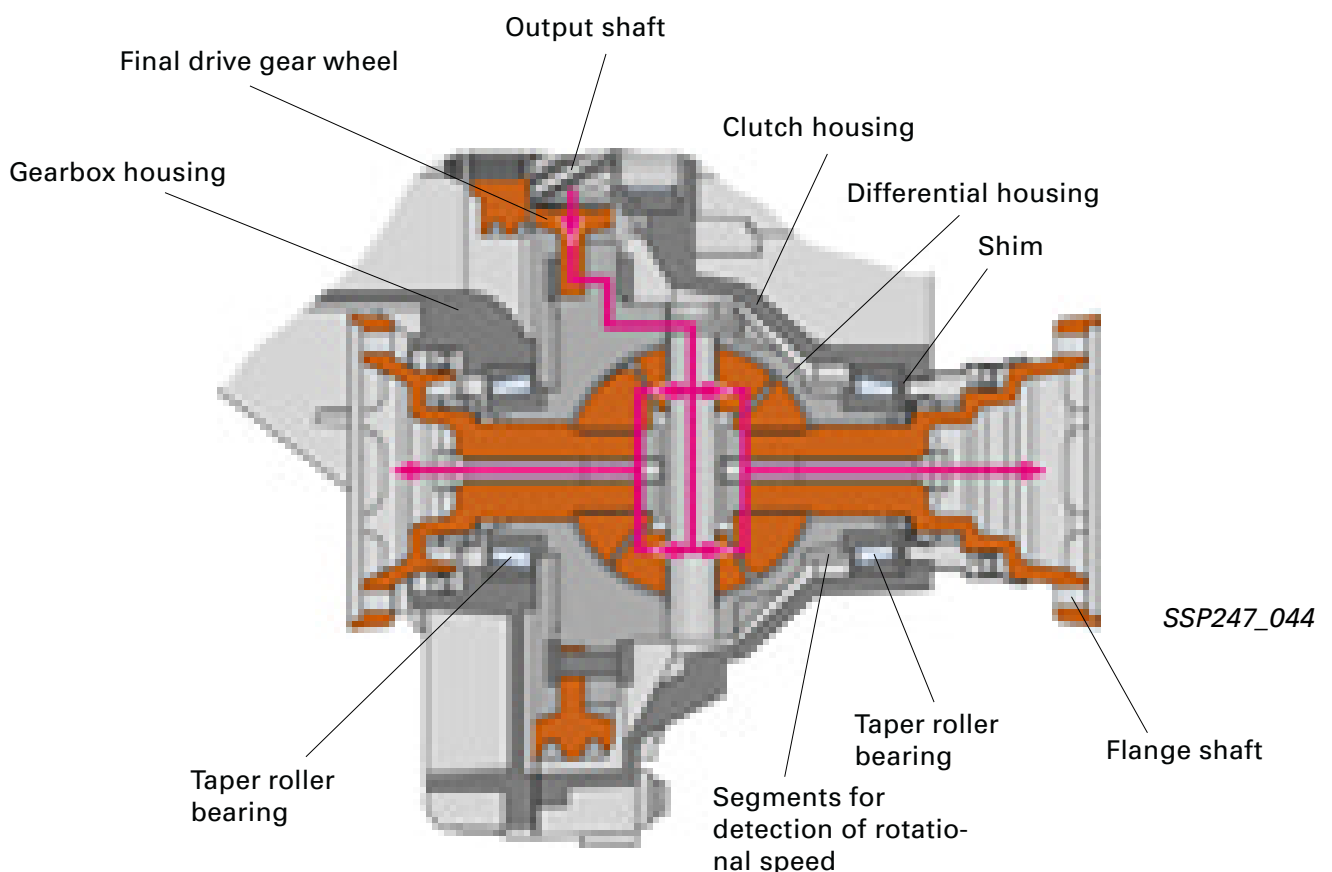 Output shaft
Final drive gear wheel
Clutch housing
Gearbox housing
Differential housing
Shim
SSP247_044
Taper roller
bearing
Flange shaft
Taper roller
bearing
Segments for
detection of rotatio-
nal speed